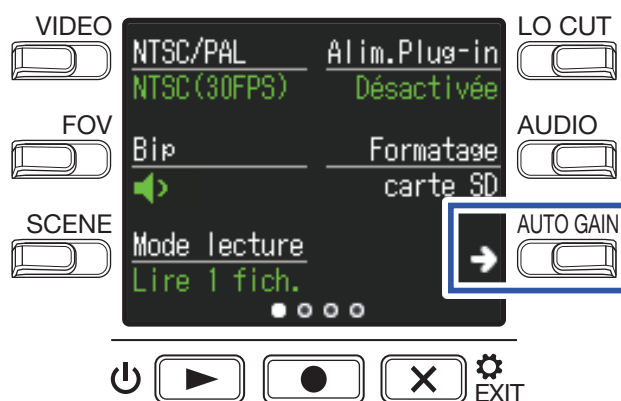 VIDEO
LO CUT
NTSC/PAL
Alim.Plug-in
NTSC(30FPS)
Désactivée
FOV
AUDIO
Bip
Formatage
carte SD
SCENE
AUTO GAIN
Mode lecture
Lire 1 fich.
EXIT